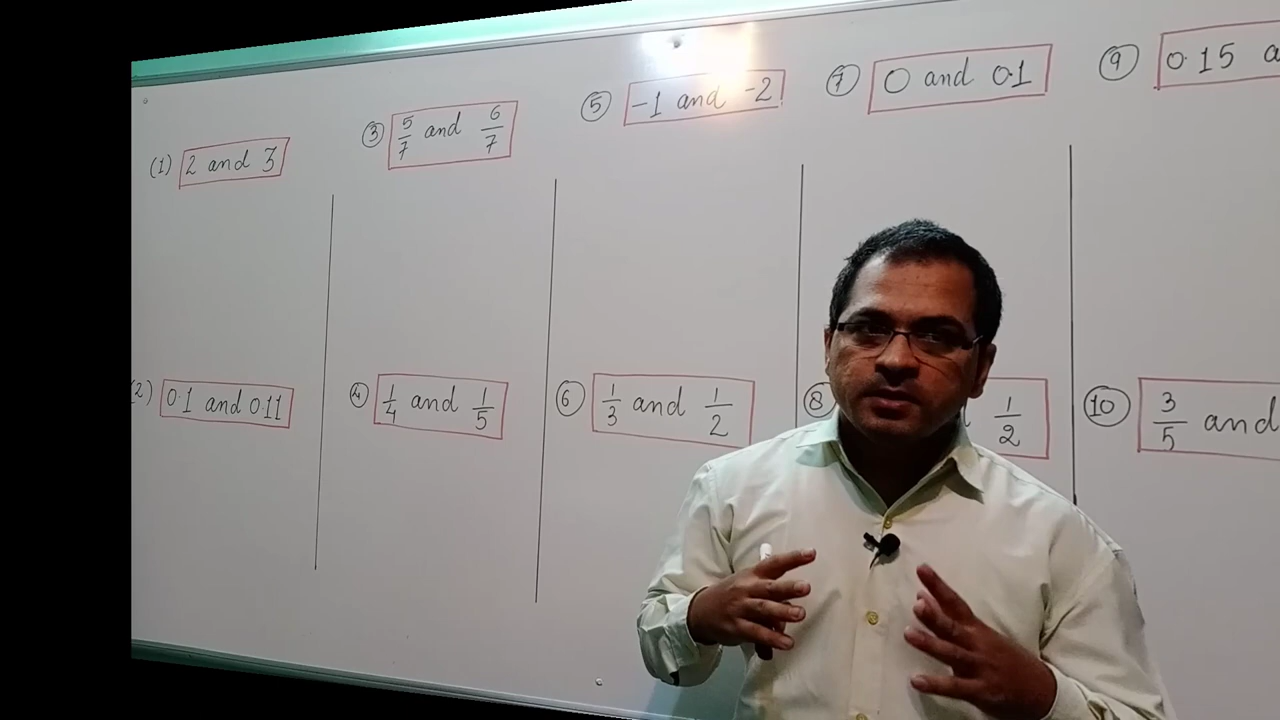 (1) 2 and 3
(2) 0.1 and 0.11
③ 5/7 and 6/7
④ 1/4 and 1/5
⑤ -1 and -2
⑥ 1/3 and 1/2
⑦ 0 and 0.1
⑧ 1/2
⑨ 0.15
⑩ 3/5 and